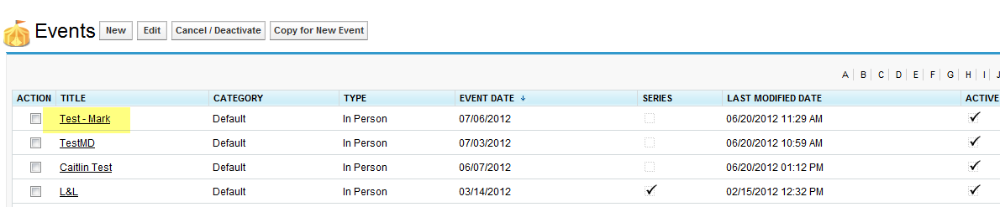 Events New Edit Cancel / Deactivate Copy for New Event
A B C D E F G H I J
ACTION TITLE CATEGORY TYPE EVENT DATE SERIES LAST MODIFIED DATE ACTIVE
Test - Mark Default In Person 07/06/2012 06/20/2012 11:29 AM
TestMD Default In Person 07/03/2012 06/20/2012 10:59 AM
Caitlin Test Default In Person 06/07/2012 06/20/2012 01:12 PM
L&L Default In Person 03/14/2012 02/15/2012 12:32 PM